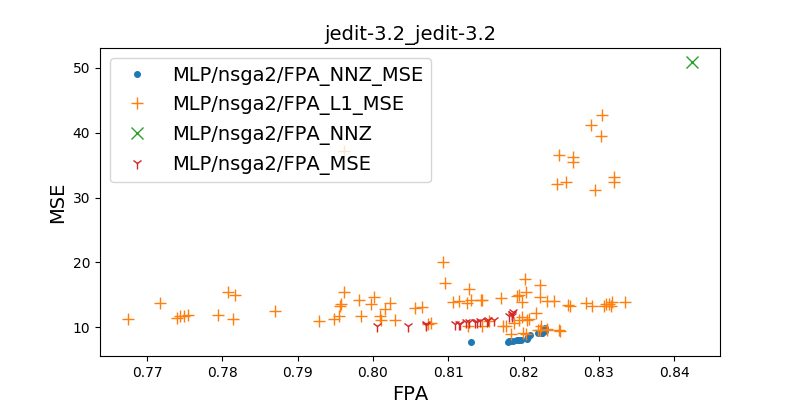 jedit-3.2_jedit-3.2
MLP/nsga2/FPA_NNZ_MSE
MLP/nsga2/FPA_L1_MSE
MLP/nsga2/FPA_NNZ
MLP/nsga2/FPA_MSE
MSE
50
40
30
20
10
0.77 0.78 0.79 0.80 0.81 0.82 0.83 0.84
FPA